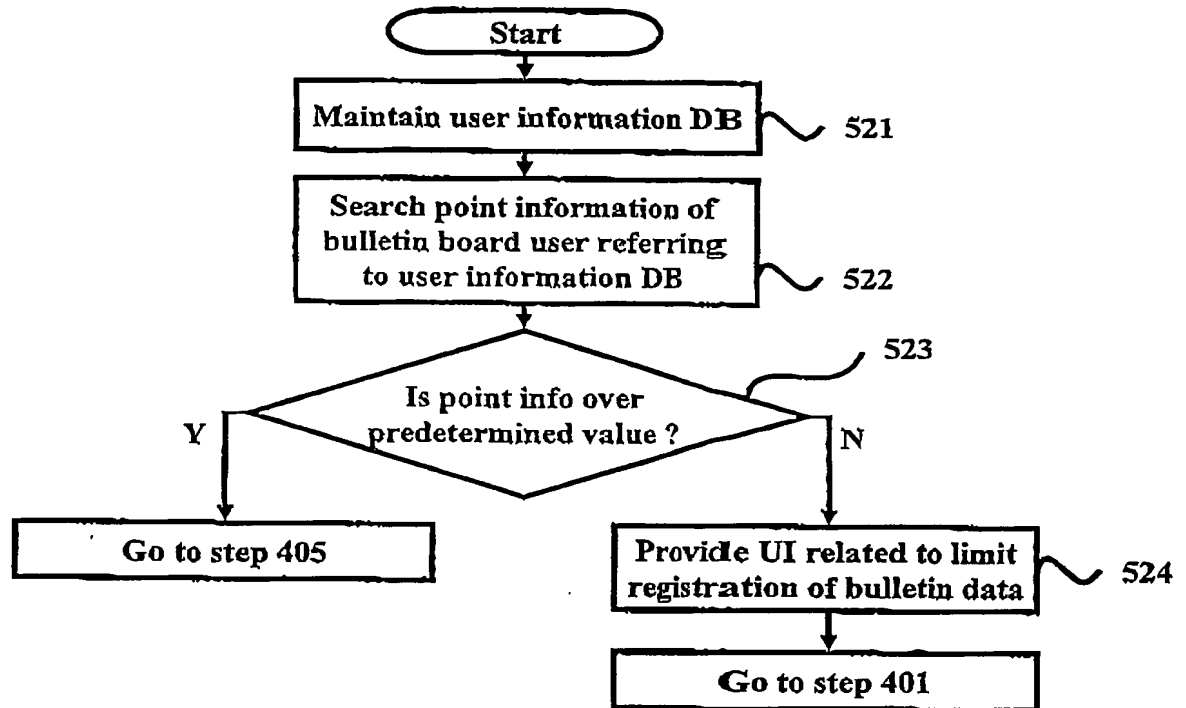 Start
Maintain user information DB
521
Search point information of
bulletin board user referring
to user information DB
522
523
Is point info over
predetermined value ?
Y
N
Go to step 405
Provide UI related to limit
registration of bulletin data
524
Go to step 401